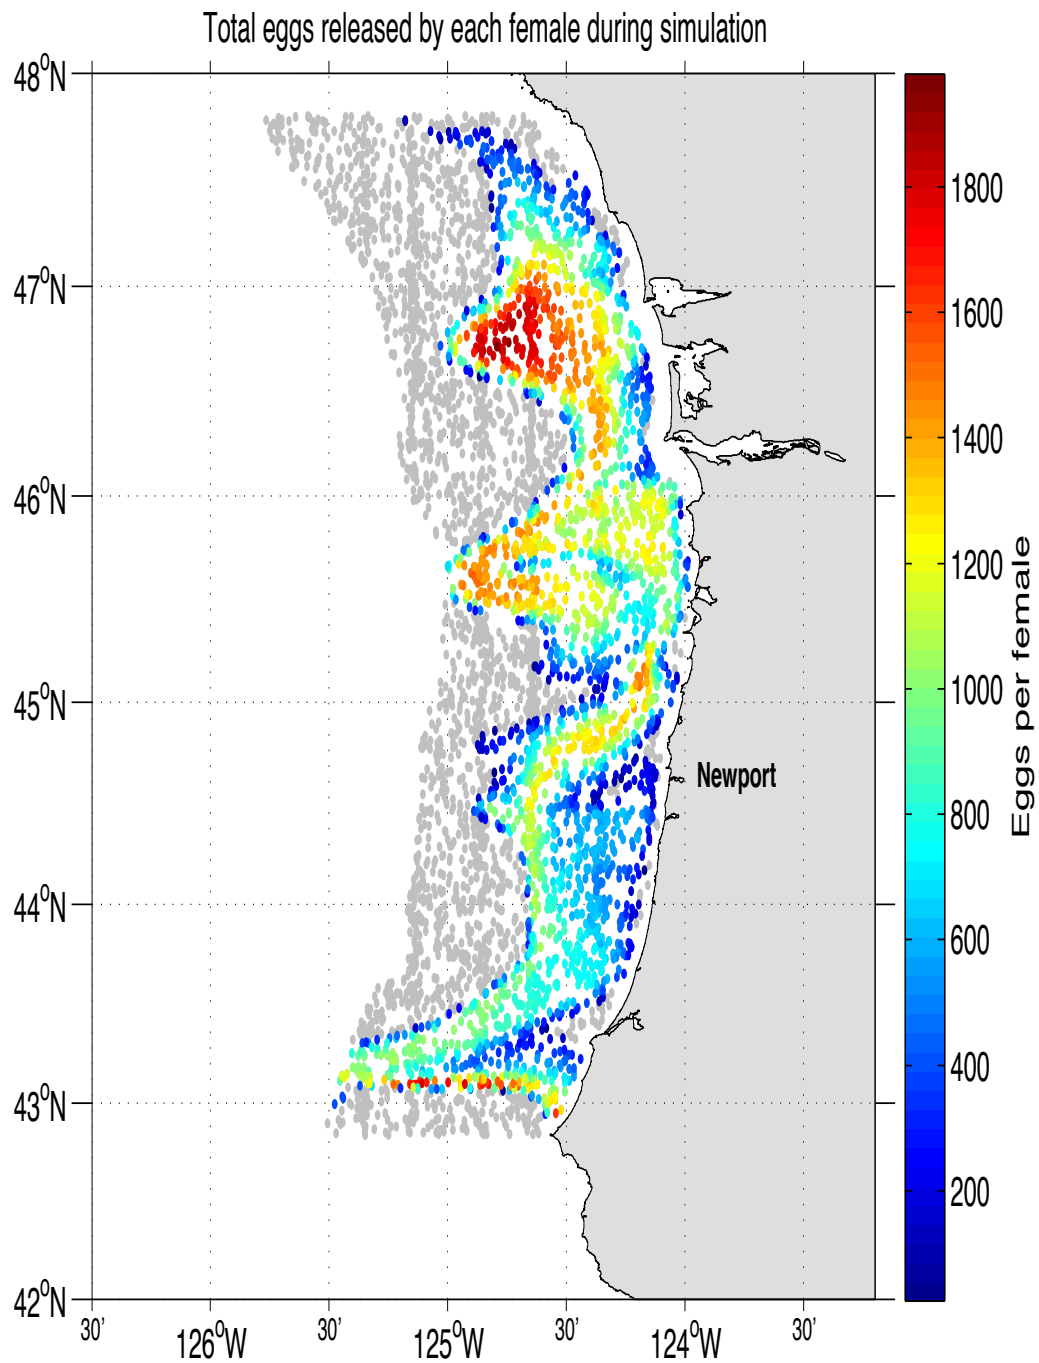 Total eggs released by each female during simulation
48°N
47°N
46°N
45°N
44°N
43°N
42°N
Newport
30'
126°W
30'
125°W
30'
124°W
30'
1800
1600
1400
1200
1000
800
600
400
200
Eggs per female